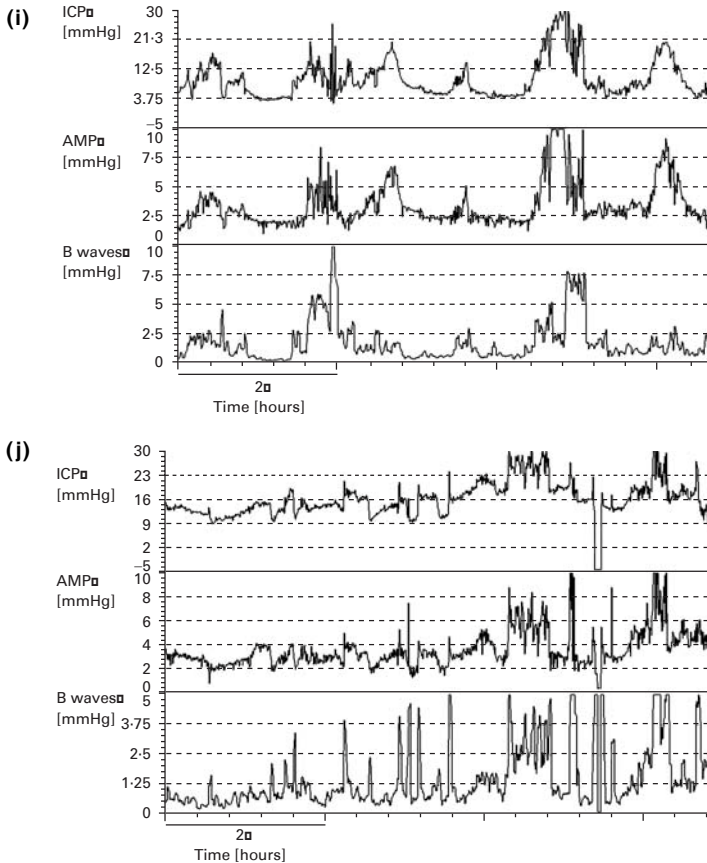 (i)
ICP¤
[mmHg]
30
21·3
12·5
3.75
–5
AMP¤
[mmHg]
10
7·5
5
2·5
0
B waves¤
[mmHg]
10
7·5
5
2·5
0
2¤
Time [hours]
(j)
ICP¤
[mmHg]
30
23
16
9
2
–5
AMP¤
[mmHg]
10
8
6
4
2
0
B waves¤
[mmHg]
5
3·75
2·5
1·25
0
2¤
Time [hours]